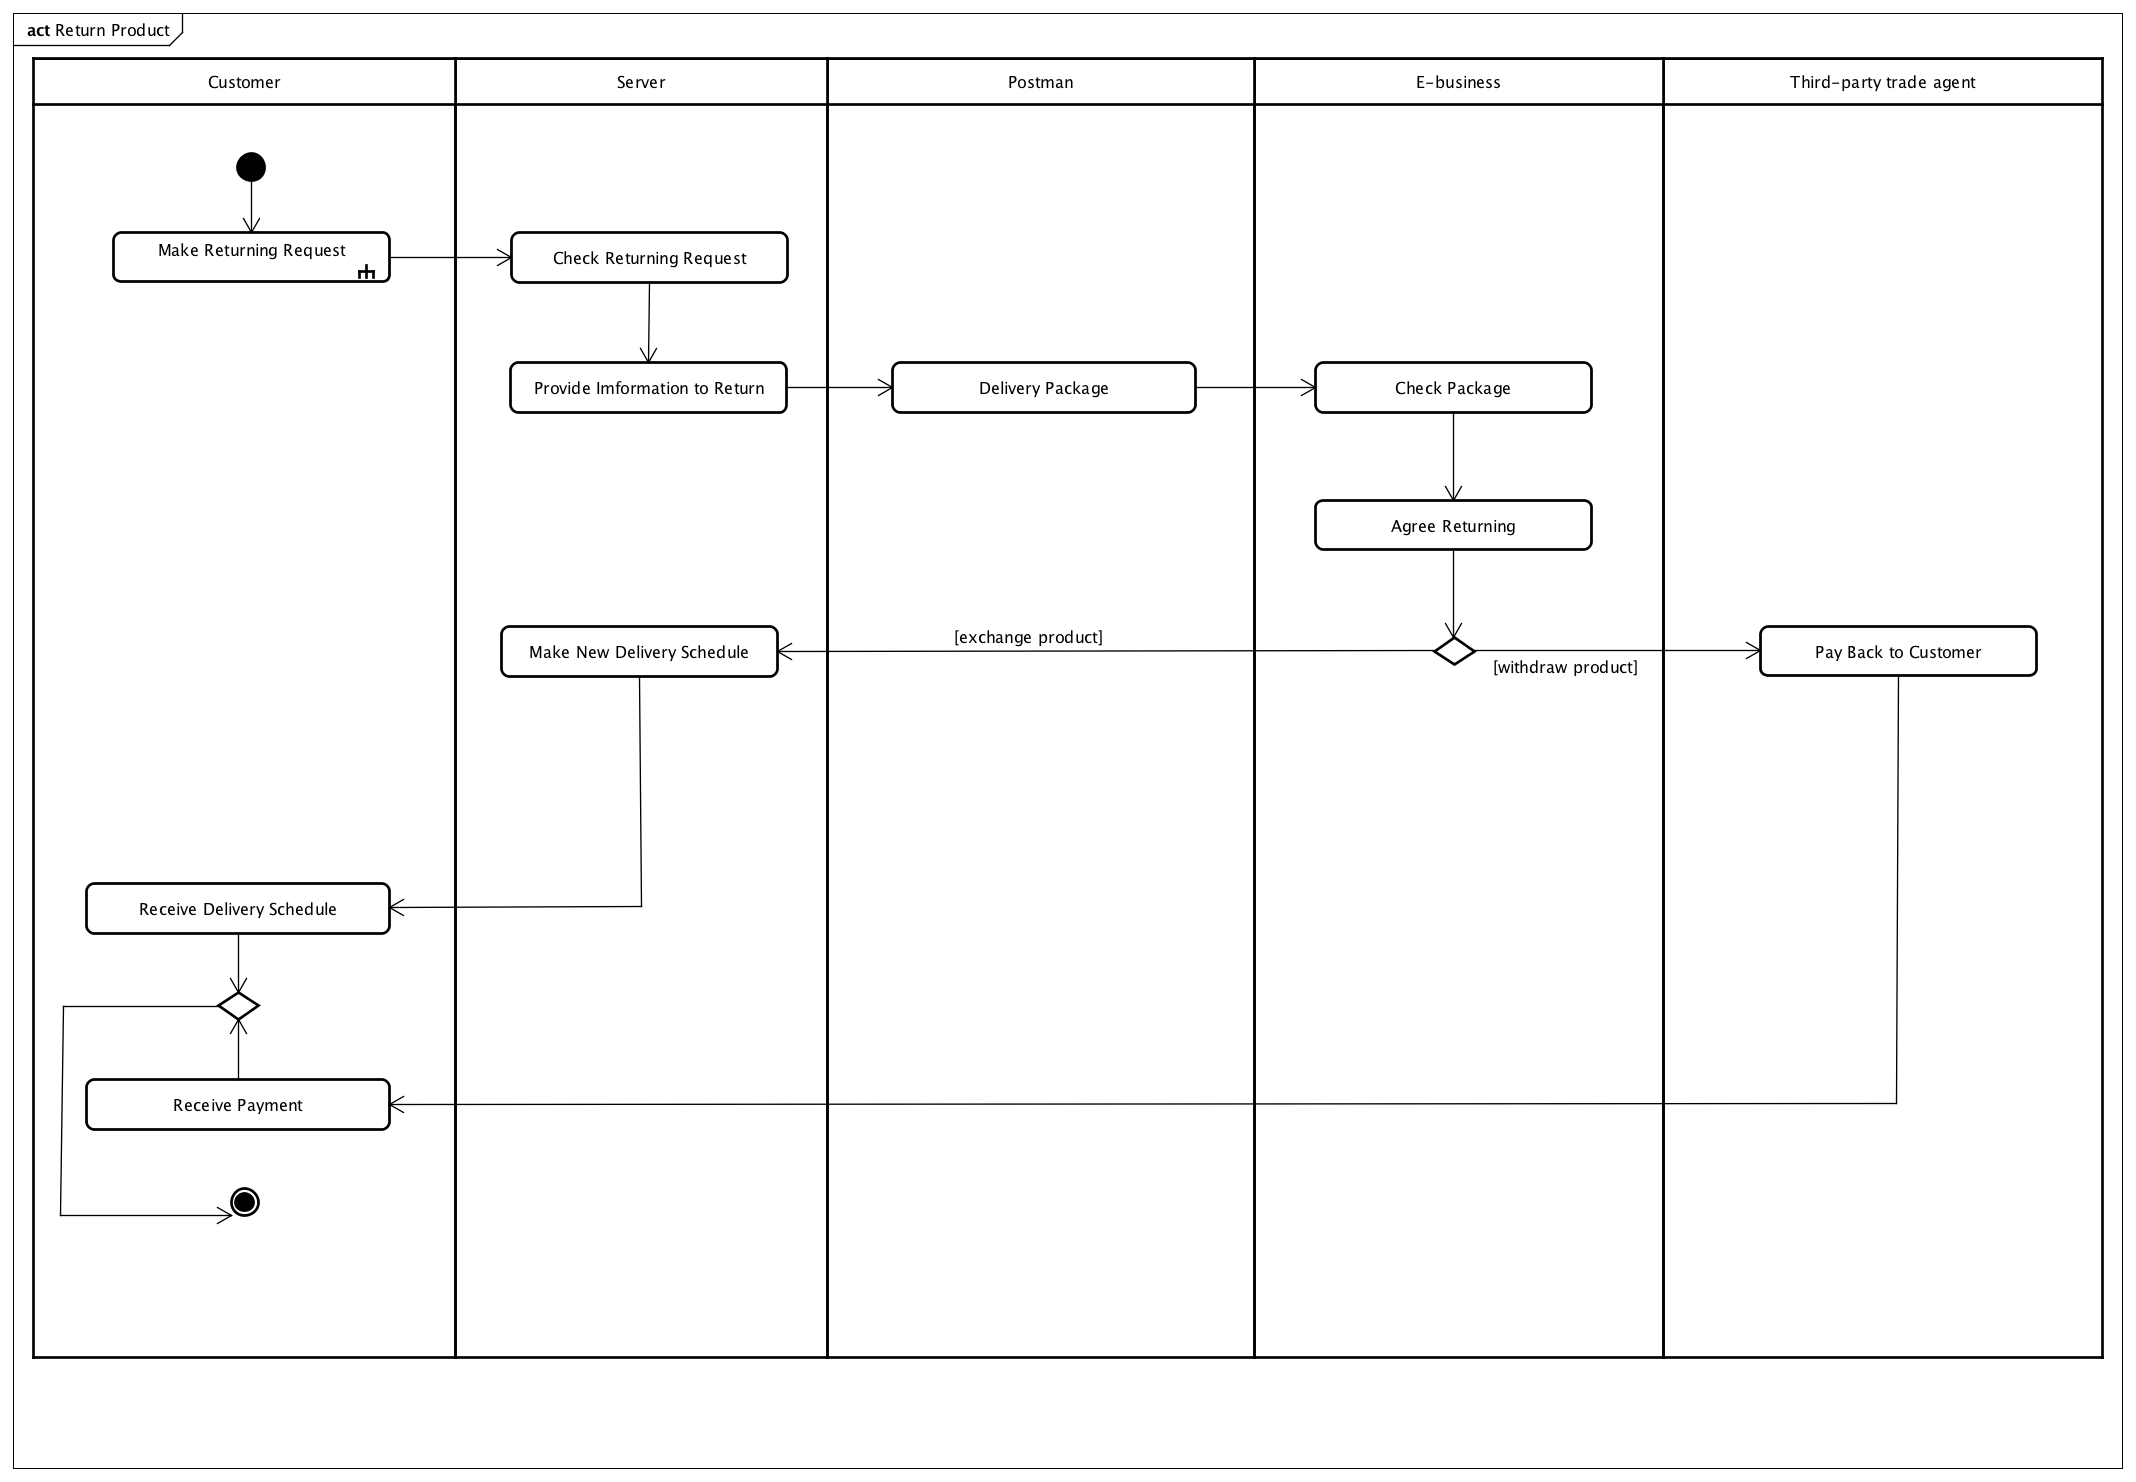 act Return Product
Customer
Server
Postman
E-business
Third-party trade agent
Make Returning Request
Check Returning Request
Provide Imformation to Return
Delivery Package
Check Package
Agree Returning
[exchange product]
Make New Delivery Schedule
[withdraw product]
Pay Back to Customer
Receive Delivery Schedule
Receive Payment